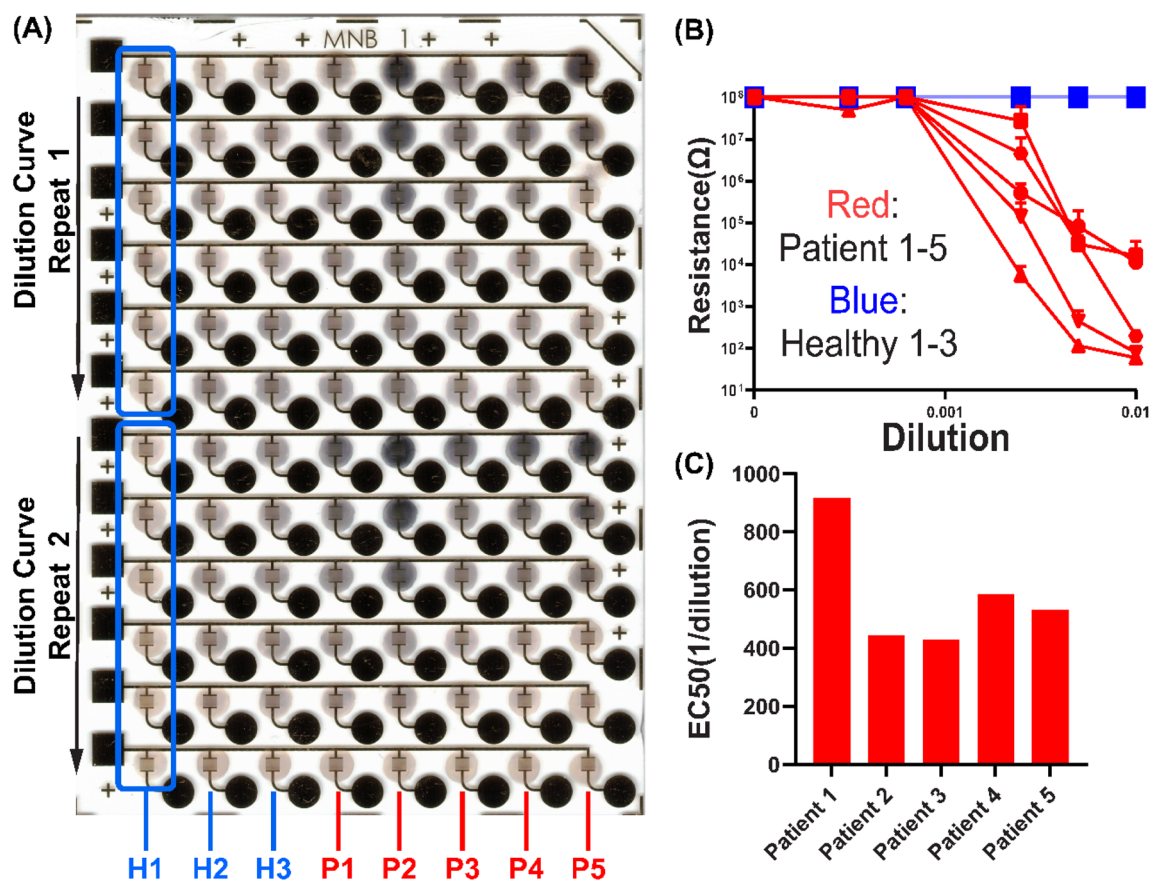 (A)
MNB 1
Dilution Curve
Repeat 1
Dilution Curve
Repeat 2
H1 H2 H3 P1 P2 P3 P4 P5
(B)
Resistance(Ω)
10⁸
10⁷
10⁶
10⁵
10⁴
10³
10²
10¹
0 0.001 0.01
Dilution
Red:
Patient 1-5
Blue:
Healthy 1-3
(C)
EC50(1/dilution)
1000
800
600
400
200
0
Patient 1
Patient 2
Patient 3
Patient 4
Patient 5